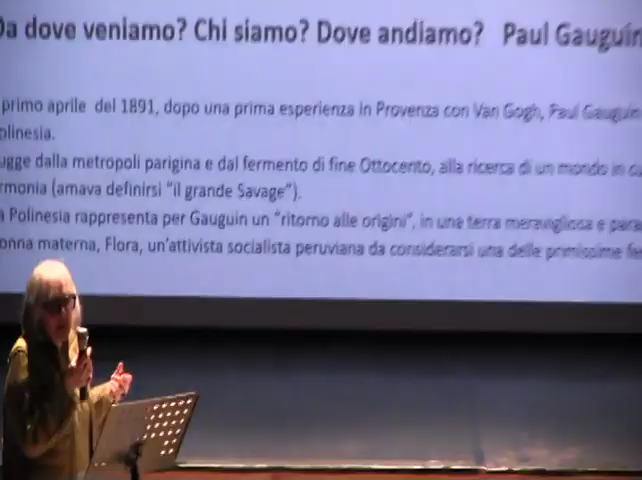 Da dove veniamo? Chi siamo? Dove andiamo? Paul Gauguin
primo aprile del 1891, dopo una prima esperienza in Provenza con Van Gogh, Paul Gauguin
olinesia.
ugge dalla metropoli parigina e dal fermento di fine Ottocento, alla ricerca di un mondo in cu
rmonia (amava definirsi "il grande Savage").
a Polinesia rappresenta per Gauguin un "ritorno alle origini", in una terra meravigliosa e para
onna materna, Flora, un'attivista socialista peruviana da considerarsi una delle primissime fe